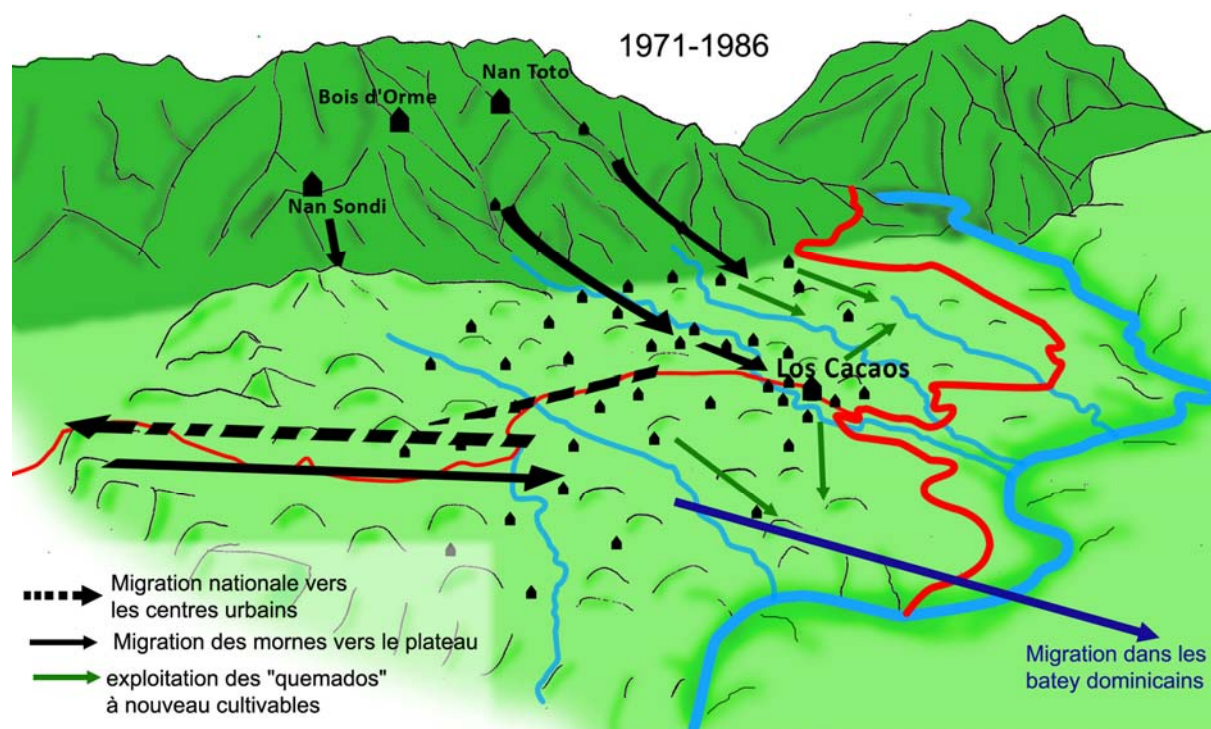 1971-1986
Nan Toto
Bois d'Orme
Nan Sondi
Los Cacaos
Migration nationale vers
les centres urbains
Migration des mornes vers le plateau
exploitation des "quemados"
à nouveau cultivables
Migration dans les
batey dominicains